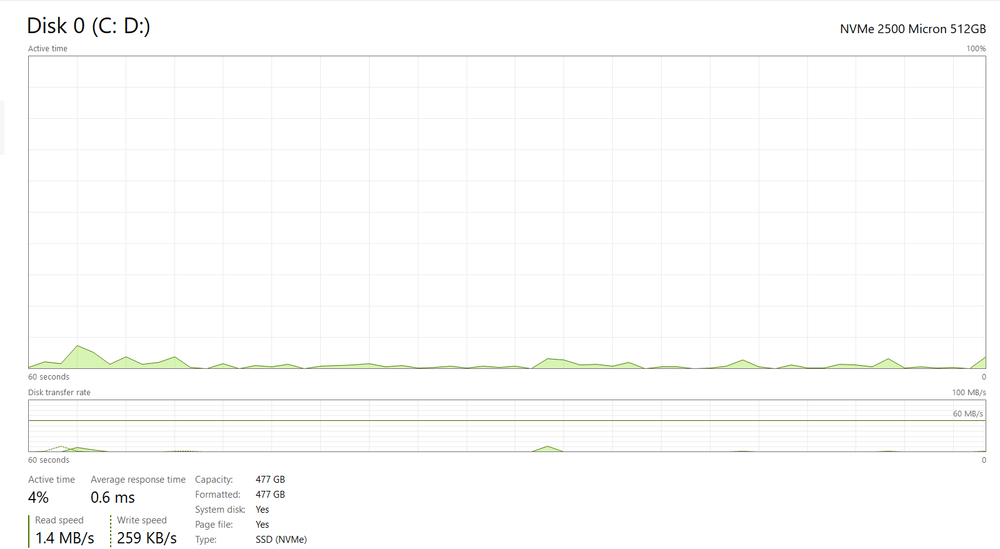 Disk 0 (C: D:)
NVMe 2500 Micron 512GB
Active time
100%
60 seconds
0
Disk transfer rate
100 MB/s
60 MB/s
60 seconds
0
Active time
4%
Average response time
0.6 ms
Read speed
1.4 MB/s
Write speed
259 KB/s
Capacity: 477 GB
Formatted: 477 GB
System disk: Yes
Page file: Yes
Type: SSD (NVMe)